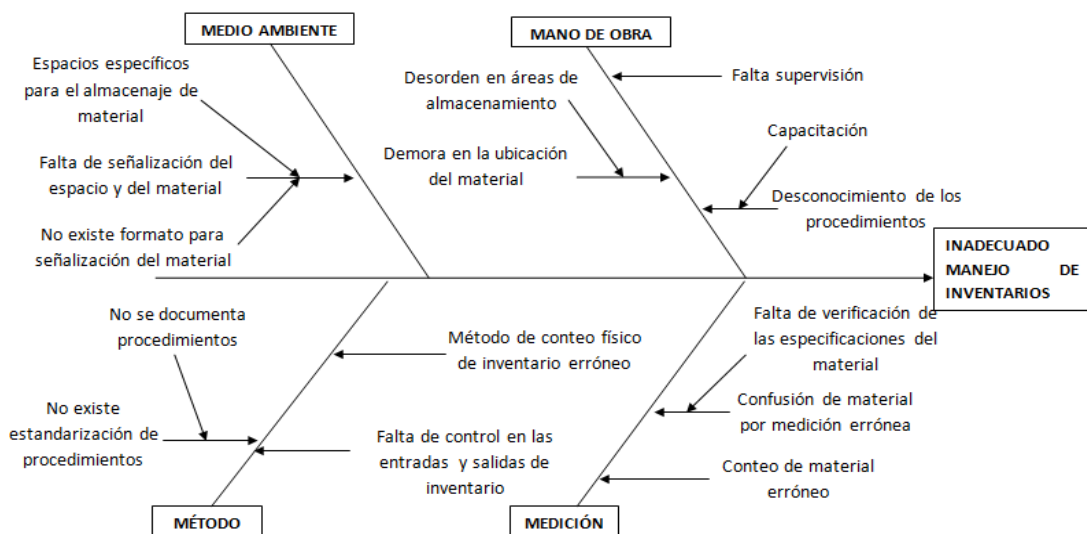 MEDIO AMBIENTE
Espacios específicos
para el almacenaje de
material
Falta de señalización del
espacio y del material
No existe formato para
señalización del material
MANO DE OBRA
Desorden en áreas de
almacenamiento
Demora en la ubicación
del material
Falta supervisión
Capacitación
Desconocimiento de los
procedimientos
INADECUADO
MANEJO DE
INVENTARIOS
No se documenta
procedimientos
No existe
estandarización de
procedimientos
Método de conteo físico
de inventario erróneo
Falta de control en las
entradas y salidas de
inventario
MÉTODO
Falta de verificación de
las especificaciones del
material
Confusión de material
por medición errónea
Conteo de material
erróneo
MEDICIÓN